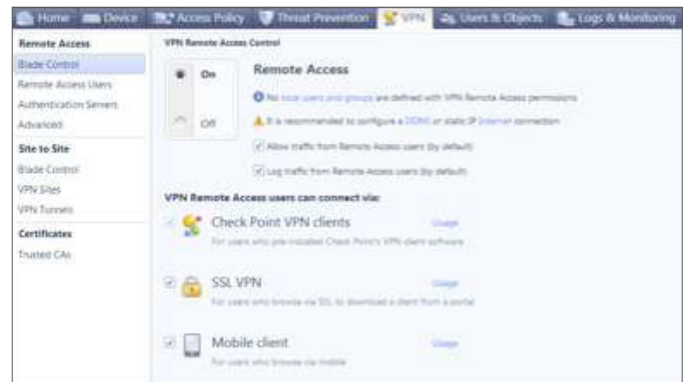 Home Device Access Policy Threat Prevention VPN Users & Objects Logs & Monitoring
Remote Access
Blade Control
Remote Access Users
Authentication Servers
Advanced
Site to Site
Blade Control
VPN Sites
VPN Tunnels
Certificates
Trusted CAs
VPN Remote Access Control
On
Off
Remote Access
No local users and groups are defined with VPN Remote Access permissions
It is recommended to configure a DDNS or static IP Internet connection
Allow traffic from Remote Access users (by default)
Log traffic from Remote Access users (by default)
VPN Remote Access users can connect via:
Check Point VPN clients Usage
For users who pre-installed Check Point's VPN client software
SSL VPN Usage
For users who browse via SSL to download a client from a portal
Mobile client Usage
For users who browse via mobile